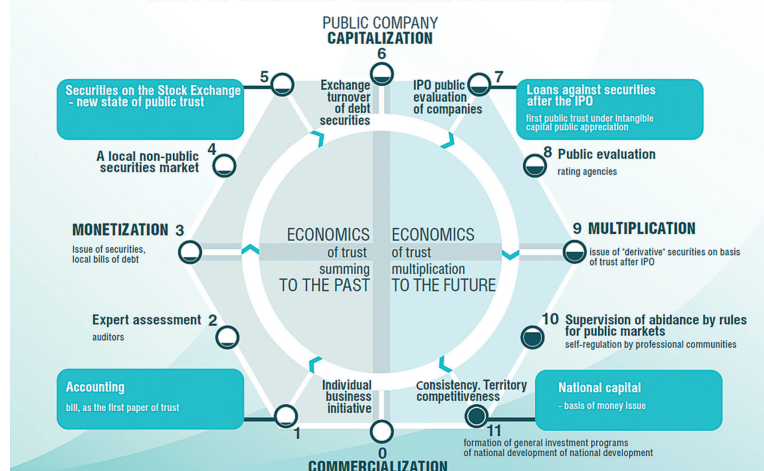 PUBLIC COMPANY
CAPITALIZATION
6
5
7
Securities on the Stock Exchange
- new state of public trust
Exchange
turnover
of debt
securities
IPO public
evaluation
of companies
Loans against securities
after the IPO
first public trust under intangible
capital public appreciation
4
A local non-public
securities market
8
Public evaluation
rating agencies
MONETIZATION 3
Issue of securities,
local bills of debt
ECONOMICS
of trust
summing
TO THE PAST
ECONOMICS
of trust
multiplication
TO THE FUTURE
9 MULTIPLICATION
issue of "derivative" securities on basis
of trust after IPO
Expert assessment 2
auditors
10 Supervision of abidance by rules
for public markets
self-regulation by professional communities
Accounting
bill, as the first paper of trust
Individual
business
initiative
Consistency. Territory
competitiveness
National capital
- basis of money issue
1
0
11
formation of general investment programs
of national development of national development
COMMERCIALIZATION